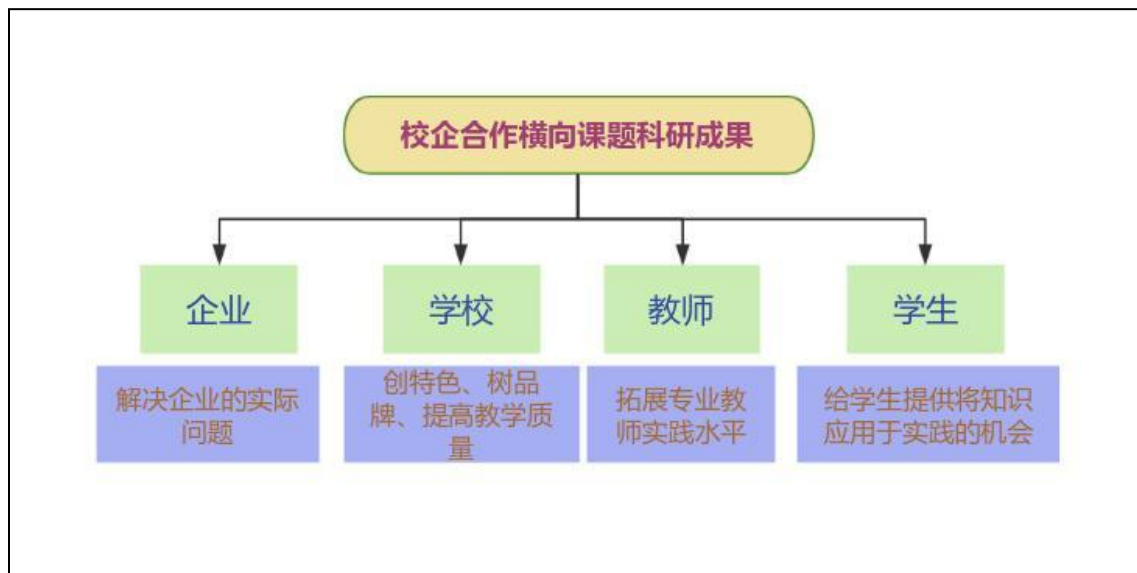 校企合作横向课题科研成果
企业
学校
教师
学生
解决企业的实际
问题
创特色、树品
牌、提高教学质
量
拓展专业教
师实践水平
给学生提供将知识
应用于实践的机会